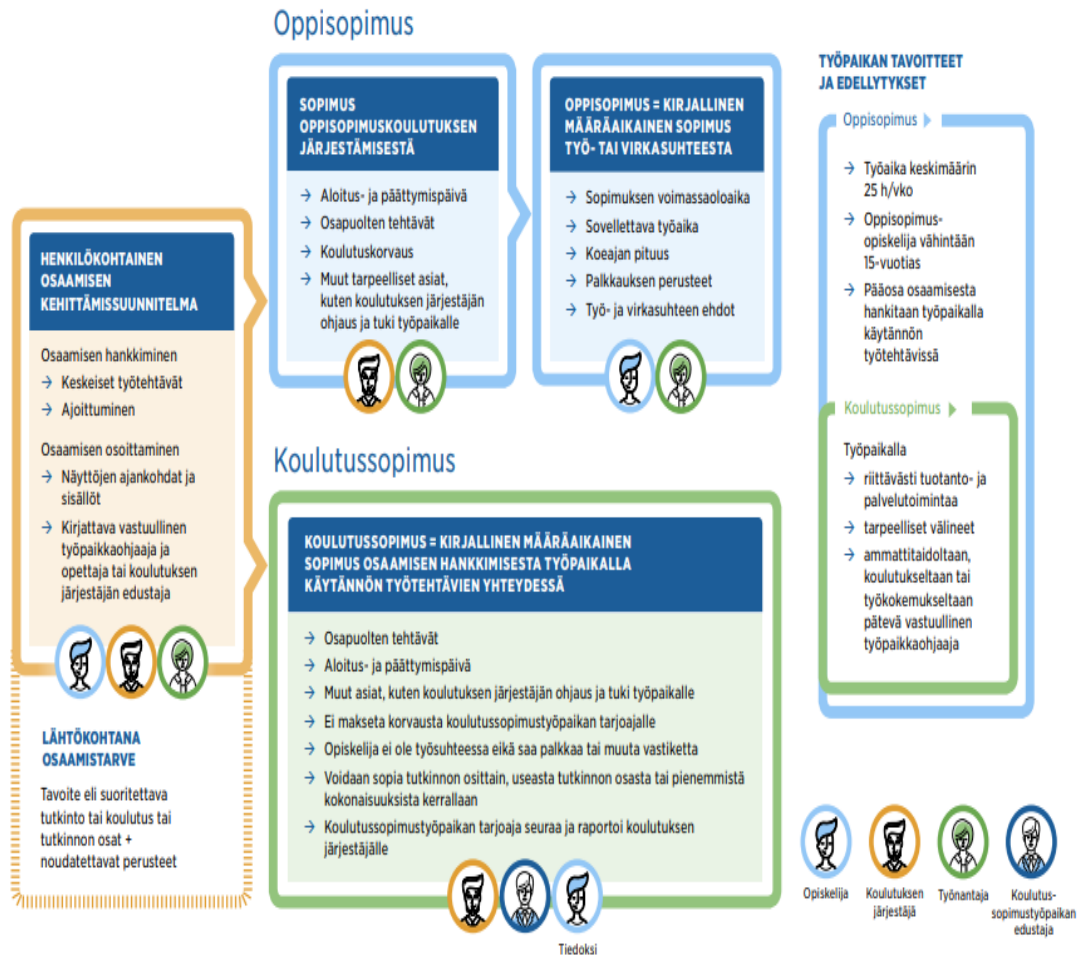 Oppisopimus
SOPIMUS
OPPISOPIMUSKOULUTUKSEN
JÄRJESTÄMISESTÄ
→ Aloitus- ja päättymispäivä
→ Osapuolten tehtävät
→ Koulutuskorvaus
→ Muut tarpeelliset asiat,
kuten koulutuksen järjestäjän
ohjaus ja tuki työpaikalle
OPPISOPIMUS = KIRJALLINEN
MÄÄRÄAIKAINEN SOPIMUS
TYÖ- TAI VIRKASUHTEESTA
→ Sopimuksen voimassaoloaika
→ Sovellettava työaika
→ Koeajan pituus
→ Palkkauksen perusteet
→ Työ- ja virkasuhteen ehdot
TYÖPAIKAN TAVOITTEET
JA EDELLYTYKSET
Oppisopimus
→ Työaika keskimäärin
25 h/vko
→ Oppisopimus-
opiskelija vähintään
15-vuotias
→ Pääosa osaamisesta
hankitaan työpaikalla
käytännön
työtehtävissä
Koulutussopimus
Työpaikalla
→ riittävästi tuotanto- ja
palvelutoimintaa
→ tarpeelliset välineet
→ ammattitaidoltaan,
koulutukseltaan tai
työkokemukseltaan
pätevä vastuullinen
työpaikkaohjaaja
HENKILÖKOHTAINEN
OSAAMISEN
KEHITTÄMISSUUNNITELMA
Osaamisen hankkiminen
→ Keskeiset työtehtävät
→ Ajoittuminen
Osaamisen osoittaminen
→ Näyttöjen ajankohdat ja
sisällöt
→ Kirjattava vastuullinen
työpaikkaohjaaja ja
opettaja tai koulutuksen
järjestäjän edustaja
LÄHTÖKOHTANA
OSAAMISTARVE
Tavoite eli suoritettava
tutkinto tai koulutus tai
tutkinnon osat +
noudatettavat perusteet
Koulutussopimus
KOULUTUSSOPIMUS = KIRJALLINEN MÄÄRÄAIKAINEN
SOPIMUS OSAAMISEN HANKKIMISESTA TYÖPAIKALLA
KÄYTÄNNÖN TYÖTEHTÄVIEN YHTEYDESSÄ
→ Osapuolten tehtävät
→ Aloitus- ja päättymispäivä
→ Muut asiat, kuten koulutuksen järjestäjän ohjaus ja tuki työpaikalle
→ Ei makseta korvausta koulutussopimustyöpaikan tarjoajalle
→ Opiskelija ei ole työsuhteessa eikä saa palkkaa tai muuta vastiketta
→ Voidaan sopia tutkinnon osittain, useasta tutkinnon osasta tai pienemmistä
kokonaisuuksista kerrallaan
→ Koulutussopimustyöpaikan tarjoaja seuraa ja raportoi koulutuksen
järjestäjälle
Tiedoksi
Opiskelija
Koulutuksen
järjestäjä
Työnantaja
Koulutus-
sopimustyöpaikan
edustaja